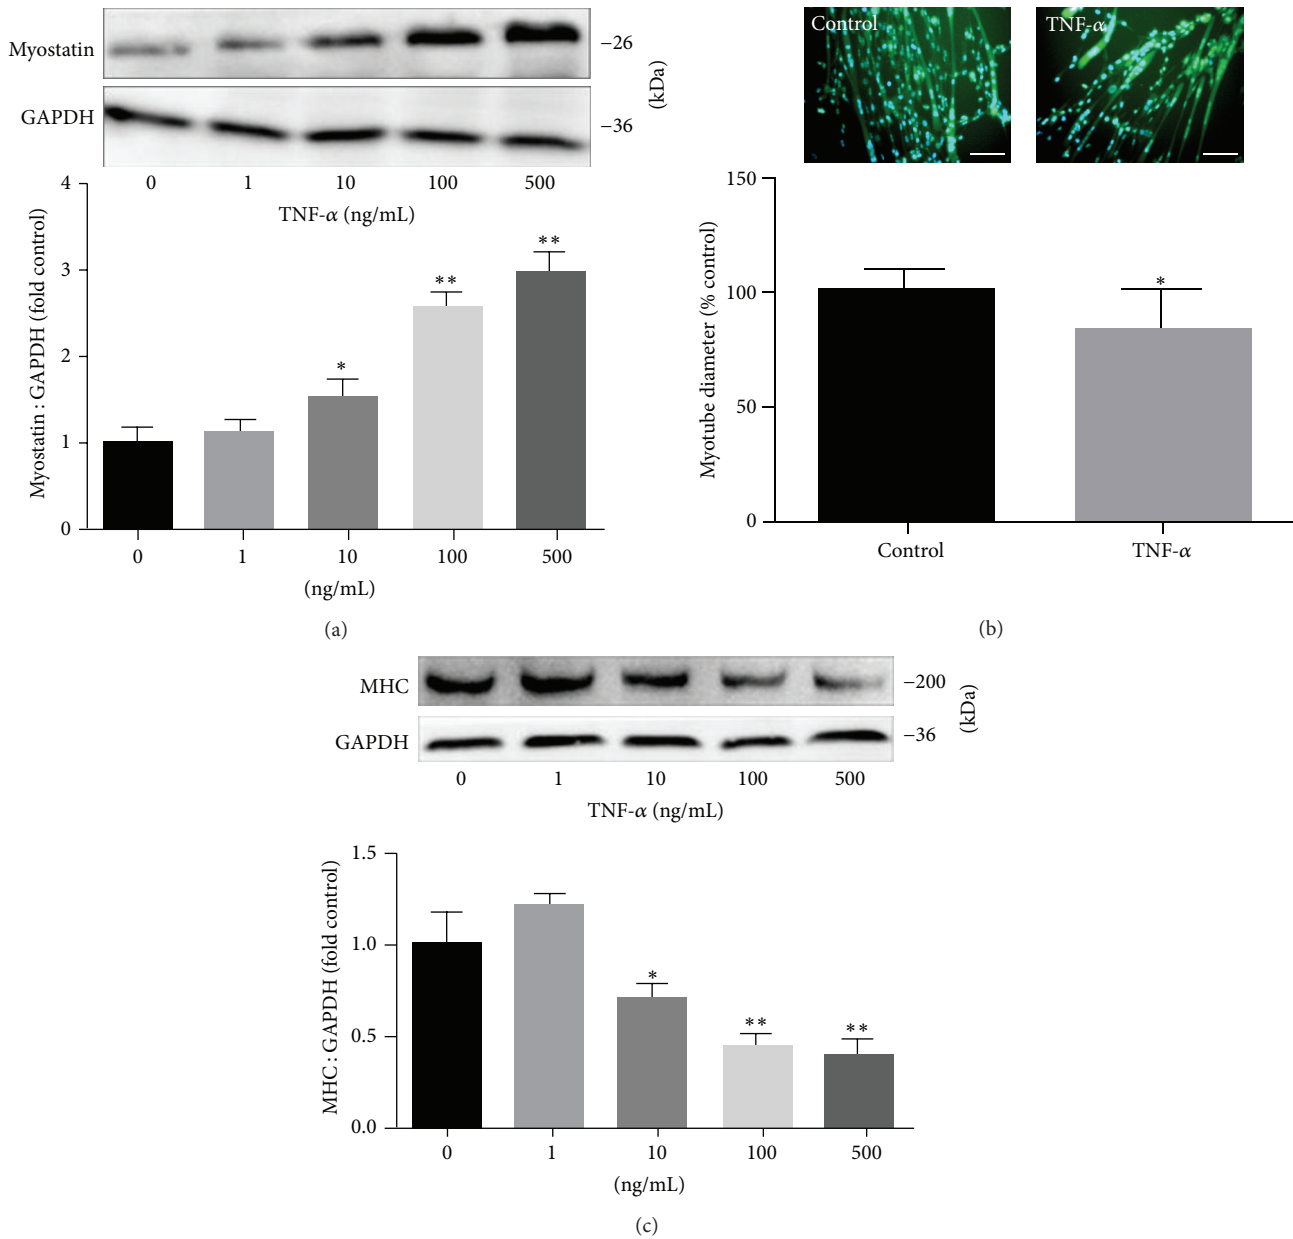 Myostatin
−26
GAPDH
−36
(kDa)
0 1 10 100 500
TNF-α (ng/mL)
Myostatin : GAPDH (fold control)
4
3
2
1
0
*
**
**
0 1 10 100 500
(ng/mL)
(a)
Control
TNF-α
Myotube diameter (% control)
150
100
50
0
*
Control TNF-α
(b)
MHC
−200
GAPDH
−36
(kDa)
0 1 10 100 500
TNF-α (ng/mL)
MHC : GAPDH (fold control)
1.5
1.0
0.5
0.0
*
**
**
0 1 10 100 500
(ng/mL)
(c)